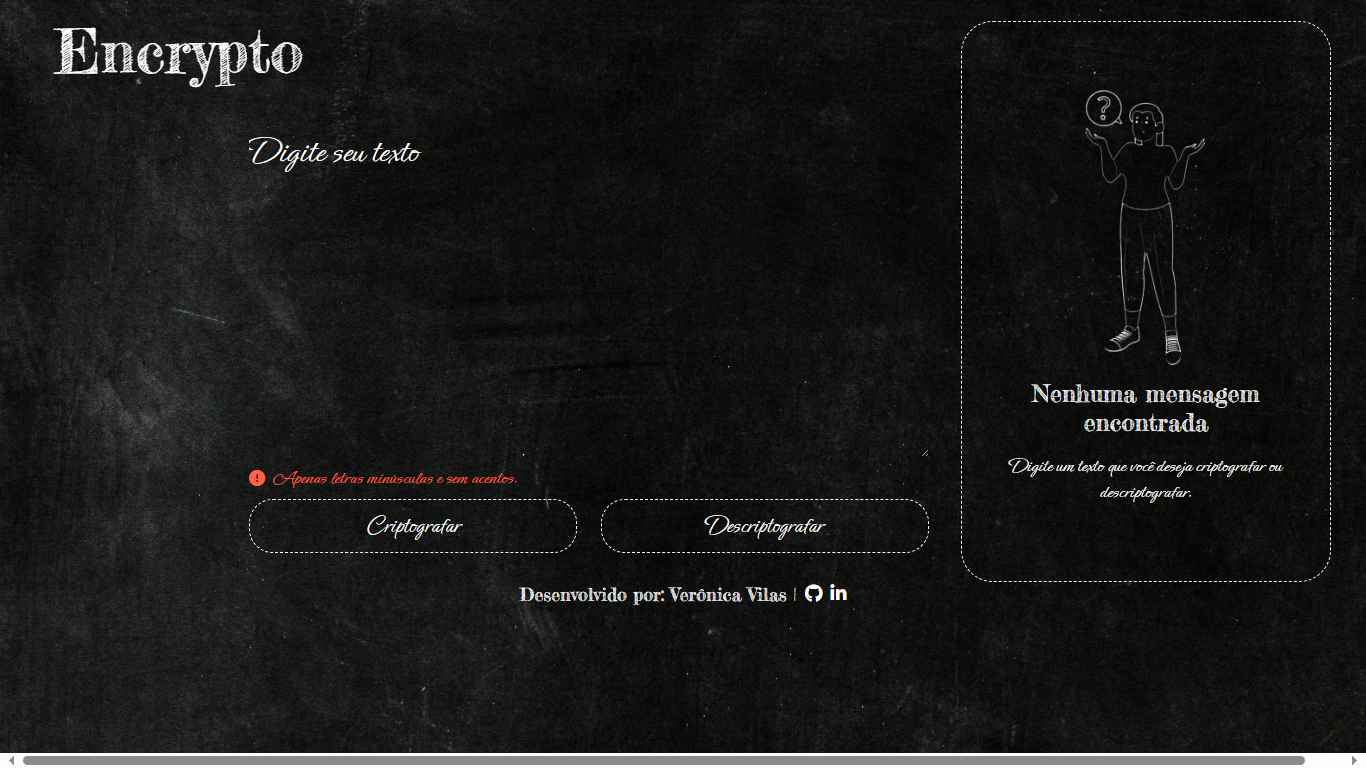 Encrypto
Digite seu texto
Apenas letras minúsculas e sem acentos.
Criptografar
Descriptografar
?
Nenhuma mensagem
encontrada
Digite um texto que você deseja criptografar ou
descriptografar.
Desenvolvido por: Verônica Vilas |